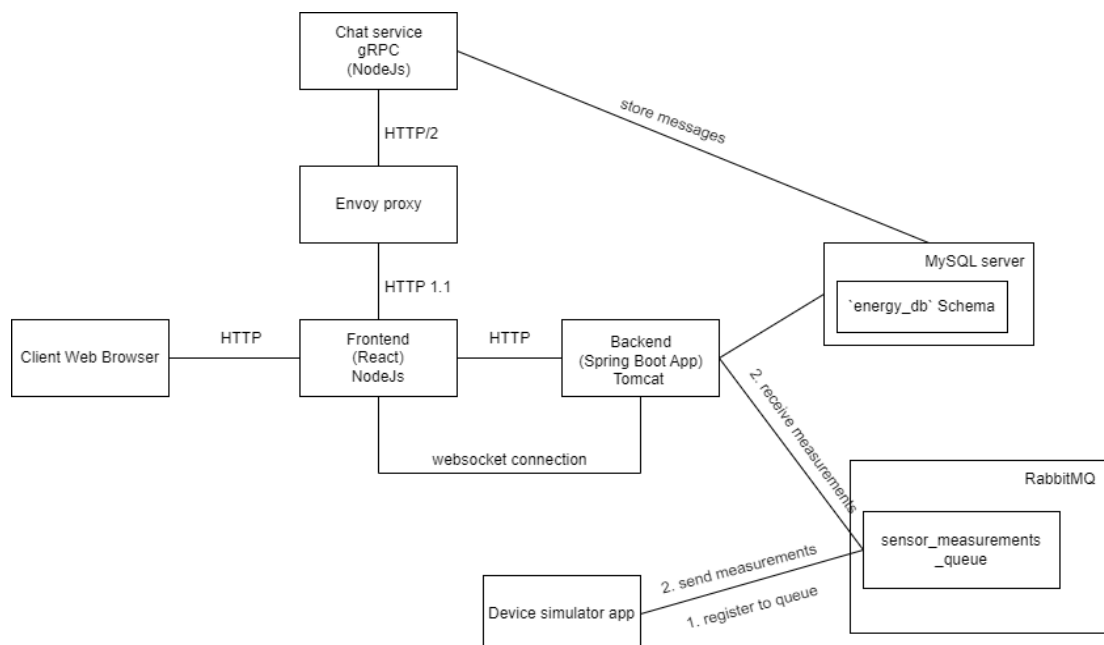 Chat service
gRPC
(NodeJs)
store messages
HTTP/2
Envoy proxy
MySQL server
`energy_db` Schema
HTTP 1.1
Client Web Browser
HTTP
Frontend
(React)
NodeJs
HTTP
Backend
(Spring Boot App)
Tomcat
2. receive measurements
websocket connection
RabbitMQ
sensor_measurements
_queue
2. send measurements
Device simulator app
1. register to queue